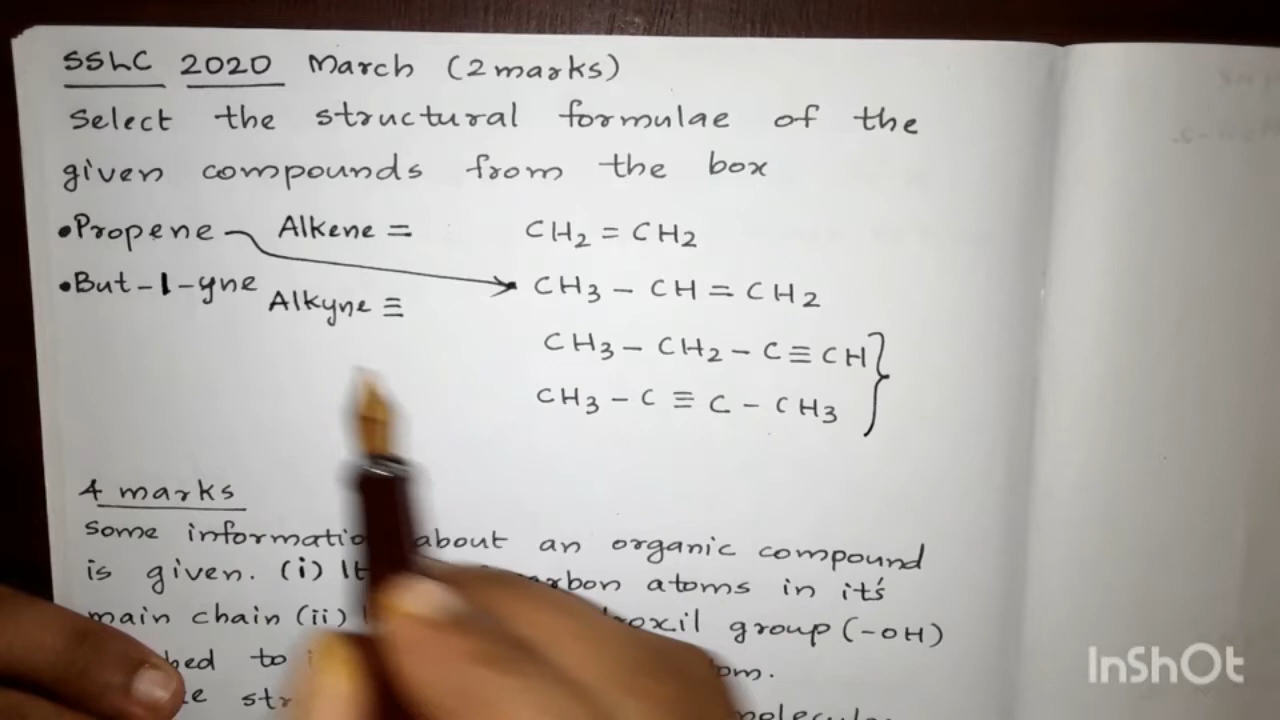 SSLC 2020 March (2 marks)
Select the structural formulae of the
given compounds from the box
•Propene Alkene = CH2 = CH2
•But-1-yne Alkyne ≡ CH3 - CH = CH2
CH3 - CH2 - C ≡ CH
CH3 - C ≡ C - CH3
4 marks
Some information about an organic compound
is given. (i) It atoms in it's
main chain (ii) group (-OH)
to
InShOt